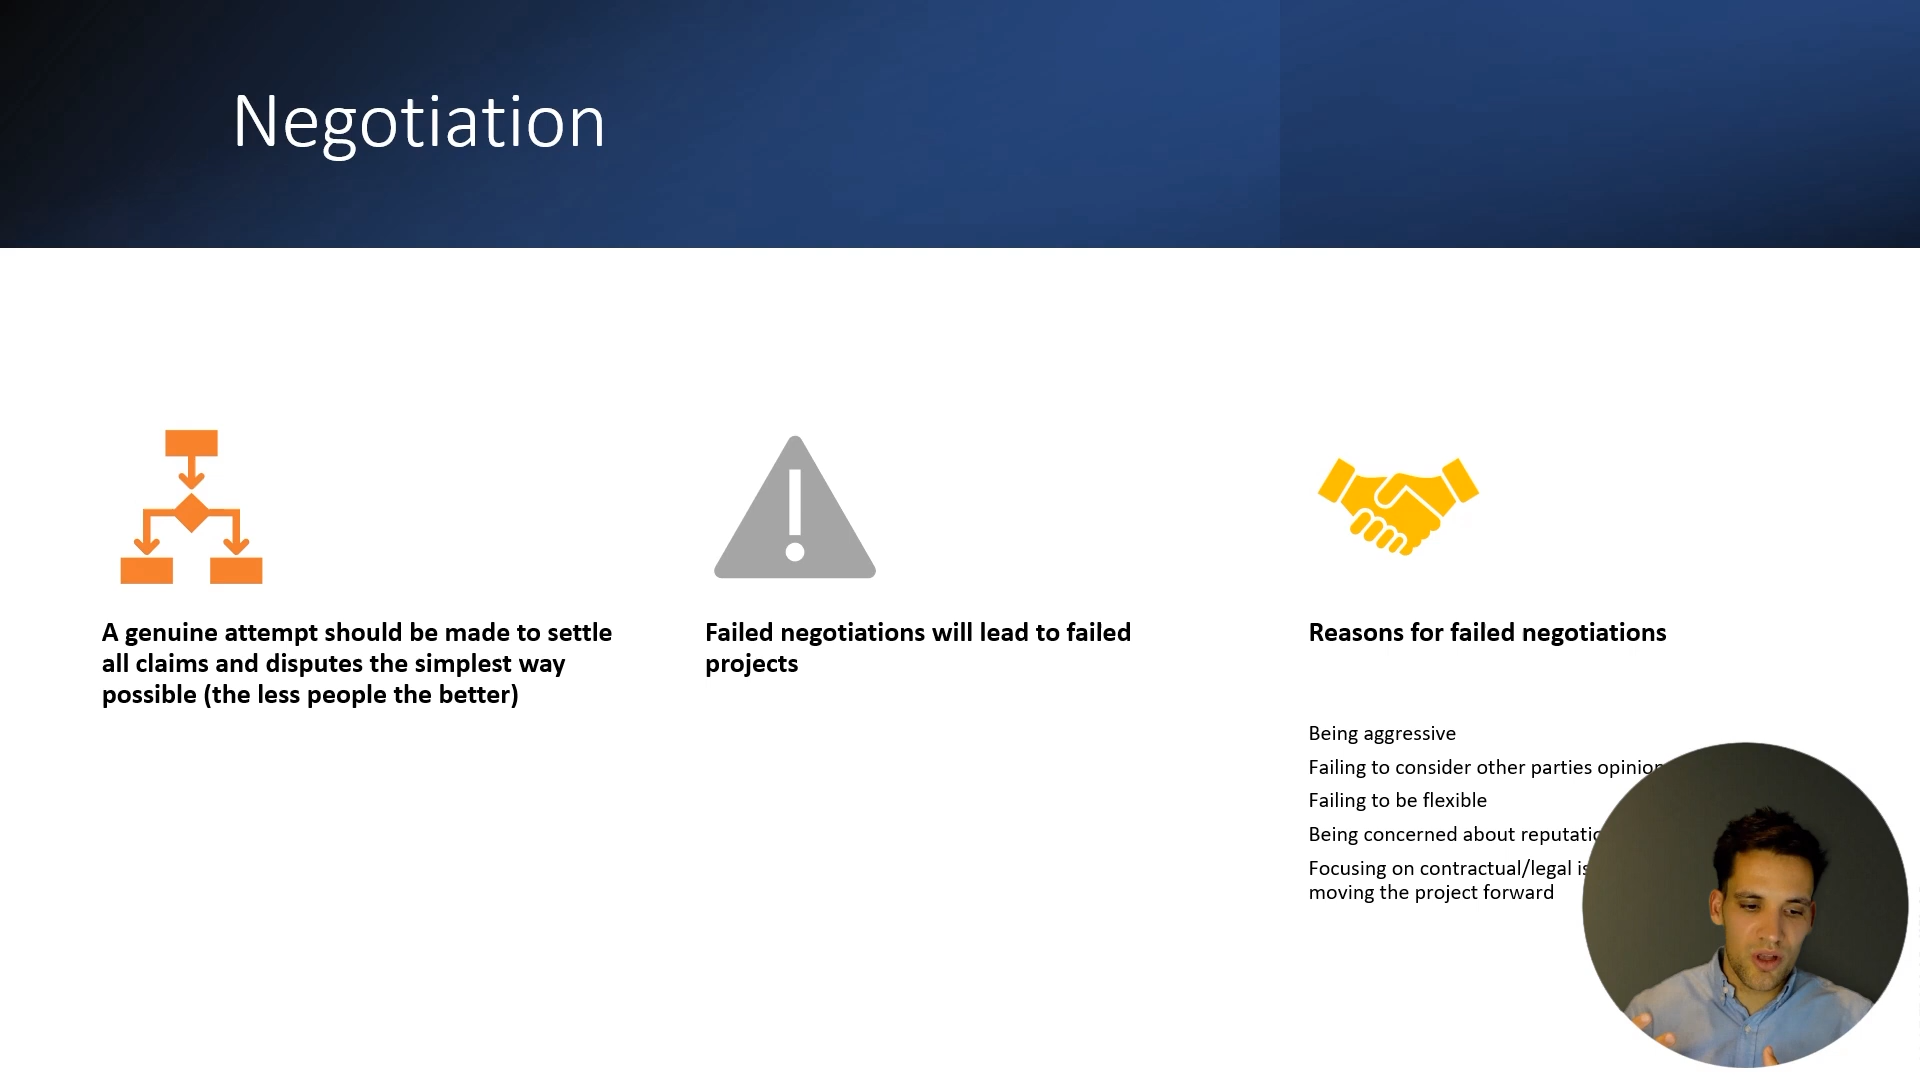 Negotiation
A genuine attempt should be made to settle
all claims and disputes the simplest way
possible (the less people the better)
Failed negotiations will lead to failed
projects
Reasons for failed negotiations
Being aggressive
Failing to consider other parties
Failing to be flexible
Being concerned about
Focusing on contractual/legal
moving the project forward